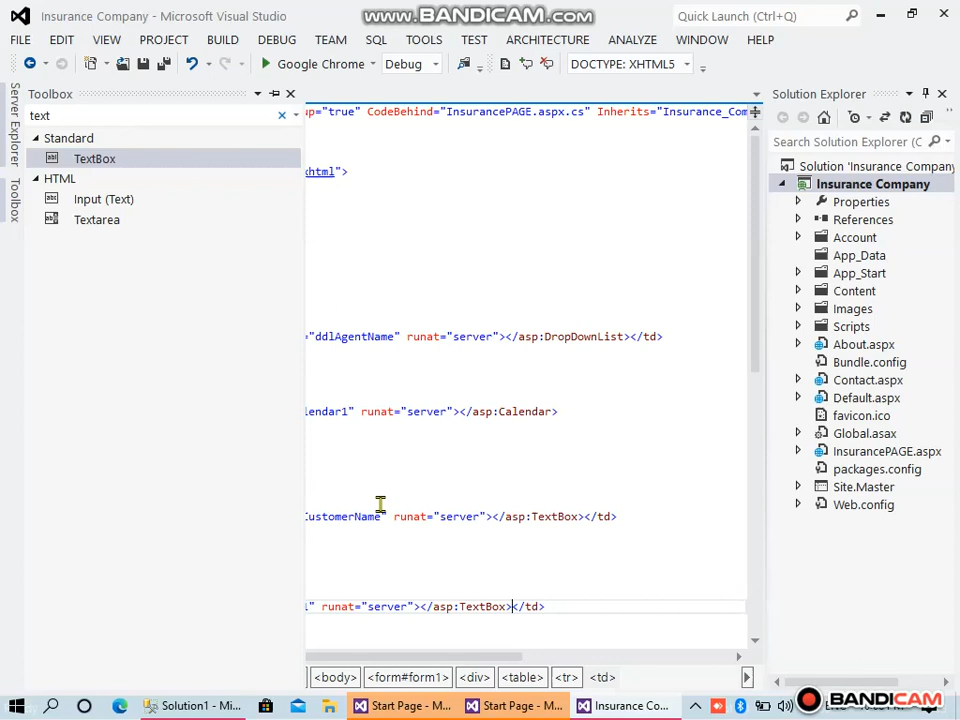 Insurance Company - Microsoft Visual Studio
www.BANDICAM.com
Quick Launch (Ctrl+Q)
FILE EDIT VIEW PROJECT BUILD DEBUG TEAM SQL TOOLS TEST ARCHITECTURE ANALYZE WINDOW HELP
Google Chrome Debug DOCTYPE: XHTML5
Server Explorer
Toolbox
Toolbox
text
Standard
TextBox
HTML
Input (Text)
Textarea
up="true" CodeBehind="InsurancePAGE.aspx.cs" Inherits="Insurance_Com
xhtml">
="ddlAgentName" runat="server"></asp:DropDownList></td>
lendar1" runat="server"></asp:Calendar>
CustomerName" runat="server"></asp:TextBox></td>
1" runat="server"></asp:TextBox></td>
<body> <form#form1> <div> <table> <tr> <td>
Solution Explorer
Search Solution Explorer (C
Solution 'Insurance Company
Insurance Company
Properties
References
Account
App_Data
App_Start
Content
Images
Scripts
About.aspx
Bundle.config
Contact.aspx
Default.aspx
favicon.ico
Global.asax
InsurancePAGE.aspx
packages.config
Site.Master
Web.config
Solution1 - Mi...
Start Page - M...
Start Page - M...
Insurance Co...
BANDICAM